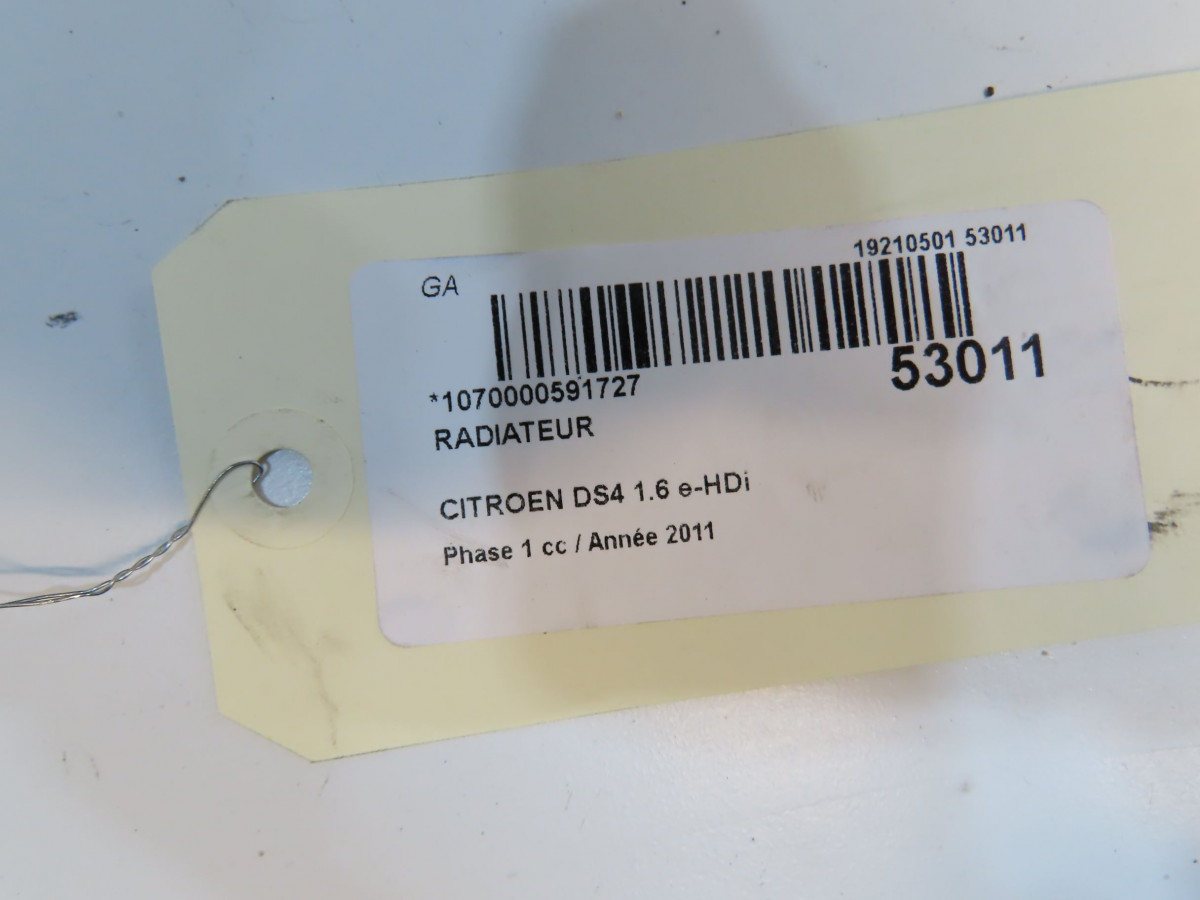 19210501 53011
GA
53011
*1070000591727
RADIATEUR
CITROEN DS4 1.6 e-HDi
Phase 1 cc / Année 2011